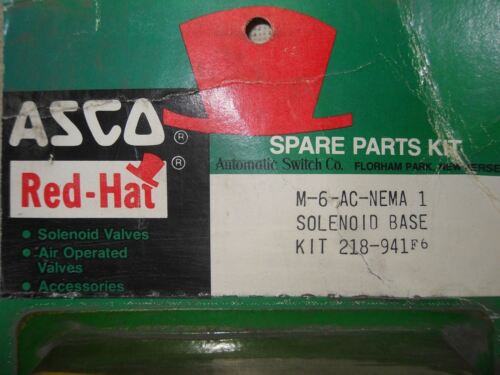 ASCO ®
Red-Hat ®
• Solenoid Valves
• Air Operated
Valves
• Accessories
SPARE PARTS KIT
Automatic Switch Co. FLORHAM PARK, NEW JERSE
M-6-AC-NEMA 1
SOLENOID BASE
KIT 218-941F6